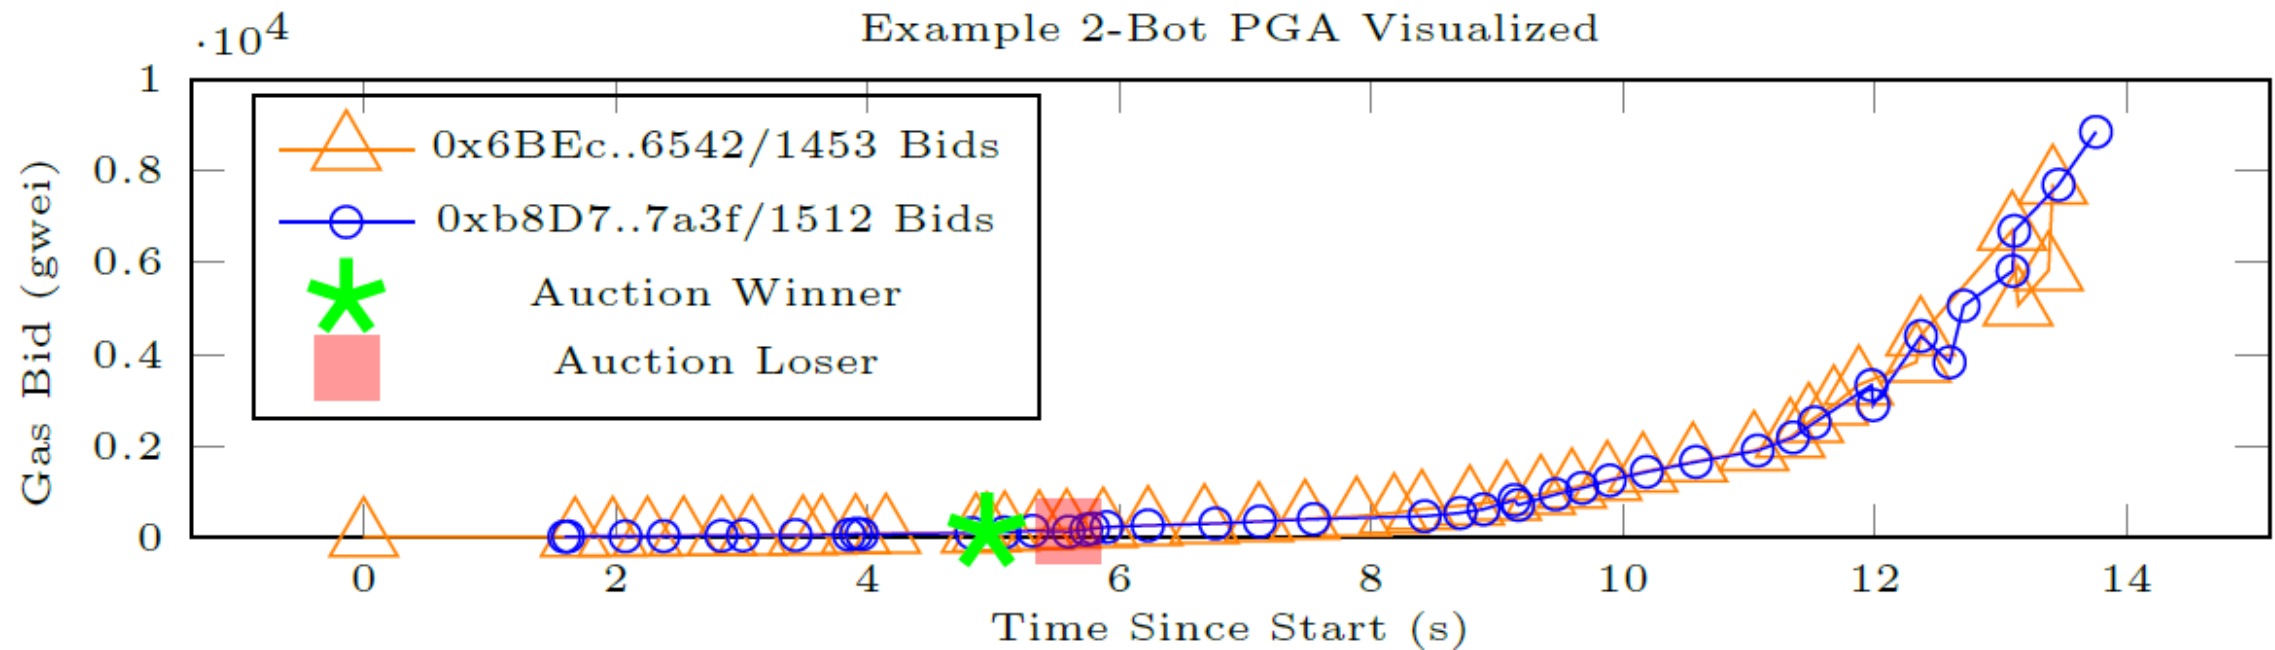 Example 2-Bot PGA Visualized
·10⁴
1
0.8
0.6
0.4
0.2
0
Gas Bid (gwei)
0x6BEc..6542/1453 Bids
0xb8D7..7a3f/1512 Bids
Auction Winner
Auction Loser
0 2 4 6 8 10 12 14
Time Since Start (s)